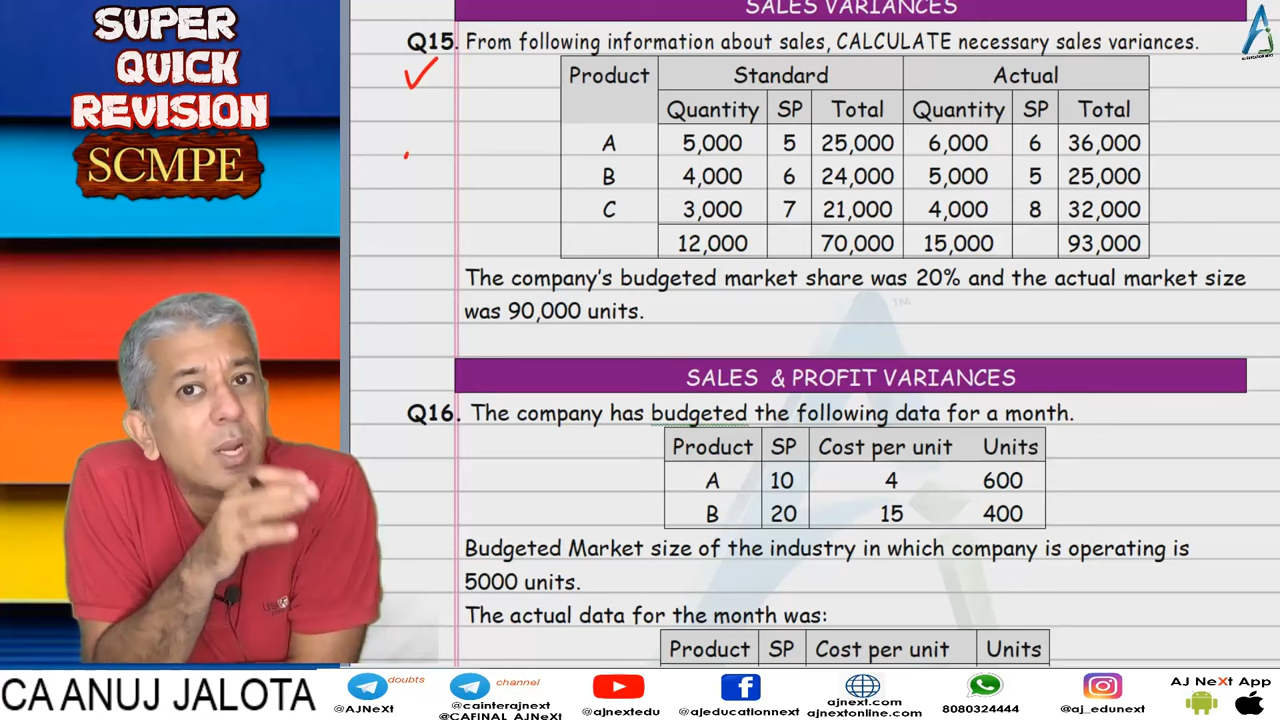 SUPER
QUICK
REVISION
SCMPE
SALES VARIANCES
Q15. From following information about sales, CALCULATE necessary sales variances.
Product Standard Actual
Quantity SP Total Quantity SP Total
A 5,000 5 25,000 6,000 6 36,000
B 4,000 6 24,000 5,000 5 25,000
C 3,000 7 21,000 4,000 8 32,000
12,000 70,000 15,000 93,000
The company's budgeted market share was 20% and the actual market size
was 90,000 units.
SALES & PROFIT VARIANCES
Q16. The company has budgeted the following data for a month.
Product SP Cost per unit Units
A 10 4 600
B 20 15 400
Budgeted Market size of the industry in which company is operating is
5000 units.
The actual data for the month was:
Product SP Cost per unit Units
CA ANUJ JALOTA
doubts
@AJNeXt
channel
@cainterajnext
@CAFINAL_AJNeXt
@ajnextedu
@ajeducationnext
ajnext.com
ajnextonline.com
8080324444
@aj_edunext
AJ NeXt App